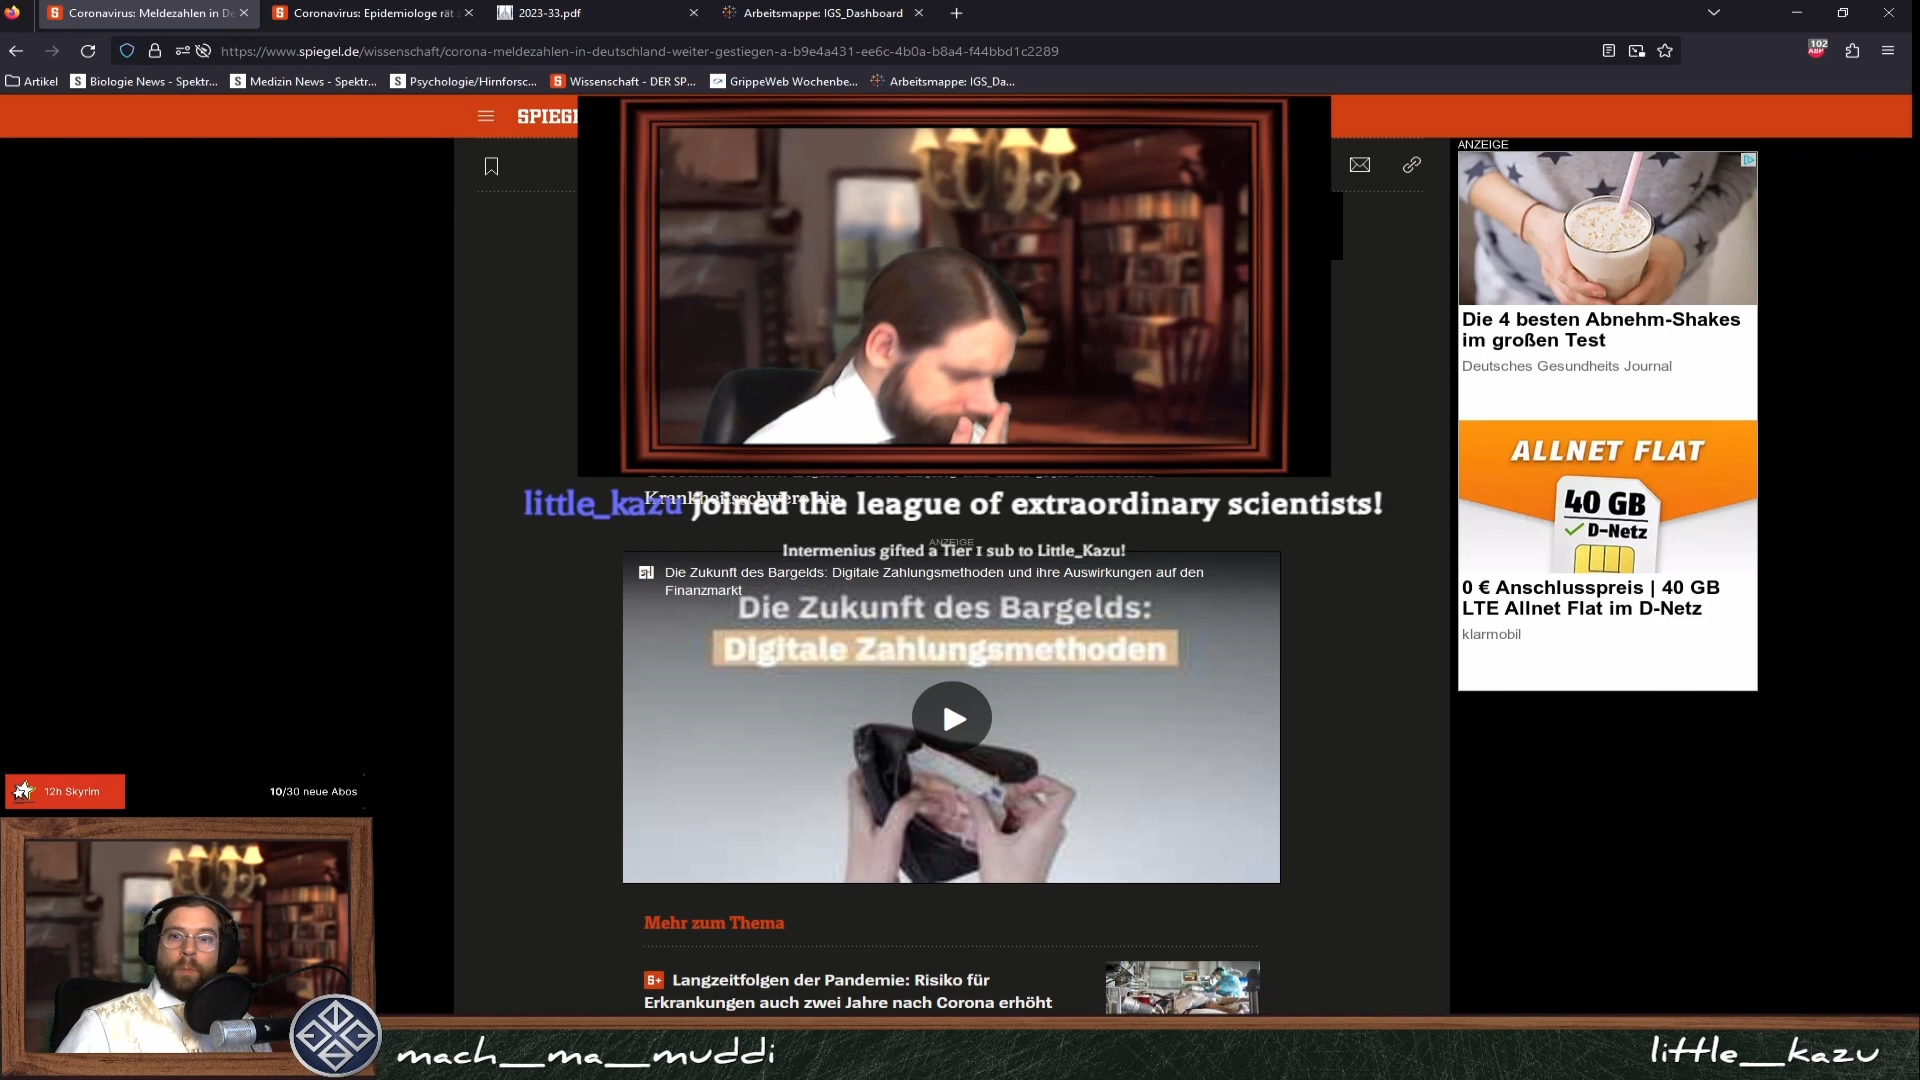 Coronavirus: Meldezahlen in De
Coronavirus: Epidemiologe rät
2023-33.pdf
Arbeitsmappe: IGS_Dashboard
https://www.spiegel.de/wissenschaft/corona-meldezahlen-in-deutschland-weiter-gestiegen-a-b9e4a431-ee6c-4b0a-b8a4-f44bbd1c2289
102
ABP
Artikel
Biologie News - Spektr...
Medizin News - Spektr...
Psychologie/Hirnforsc...
Wissenschaft - DER SP...
GrippeWeb Wochenbe...
Arbeitsmappe: IGS_Da...
SPIEGE
ANZEIGE
Die 4 besten Abnehm-Shakes
im großen Test
Deutsches Gesundheits Journal
ALLNET FLAT
40 GB
D-Netz
0 € Anschlusspreis | 40 GB
LTE Allnet Flat im D-Netz
klarmobil
Krankheitsschwere hin.
little_kazu joined the league of extraordinary scientists!
ANZEIGE
Intermenius gifted a Tier 1 sub to Little_Kazu!
Die Zukunft des Bargelds: Digitale Zahlungsmethoden und ihre Auswirkungen auf den
Finanzmarkt
Die Zukunft des Bargelds:
Digitale Zahlungsmethoden
12h Skyrim
10/30 neue Abos
Mehr zum Thema
S+ Langzeitfolgen der Pandemie: Risiko für
Erkrankungen auch zwei Jahre nach Corona erhöht
mach_ma_muddi
little_kazu